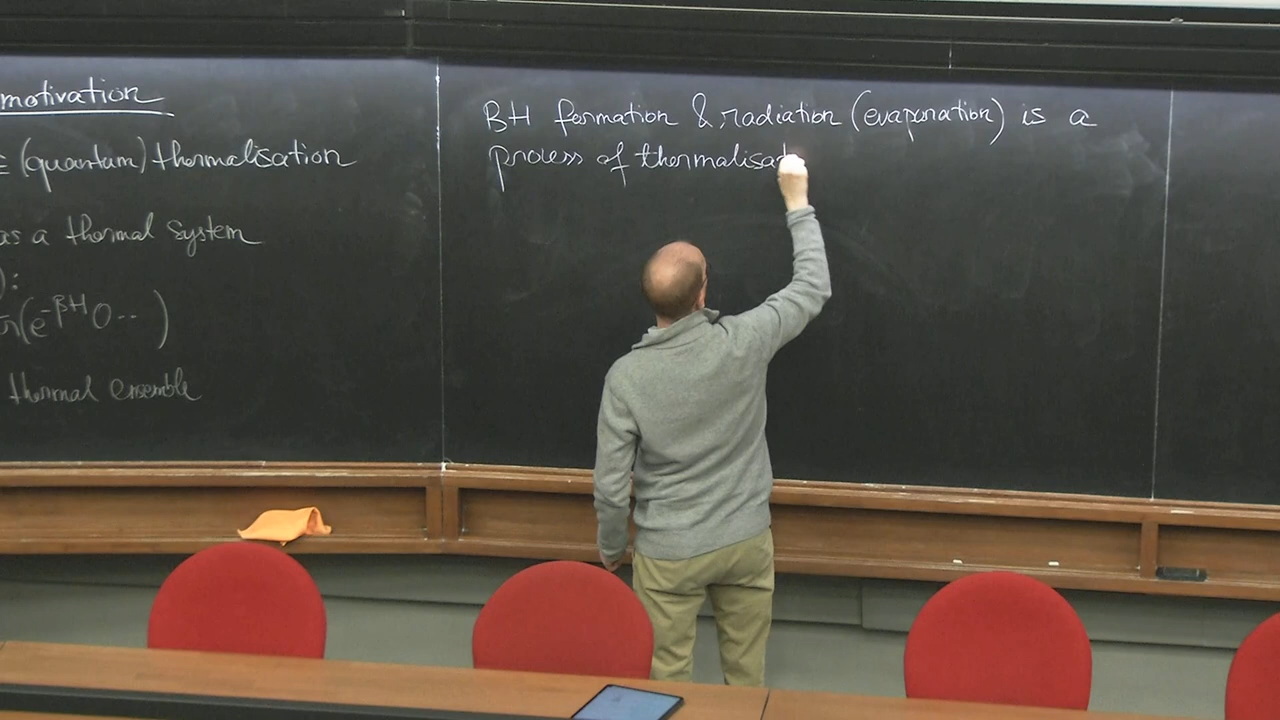 motivation
(quantum) thermalisation
as a thermal system
):
(e^{-βH} O ... )
thermal ensemble
BH formation & radiation (evaporation) is a
process of thermalisat